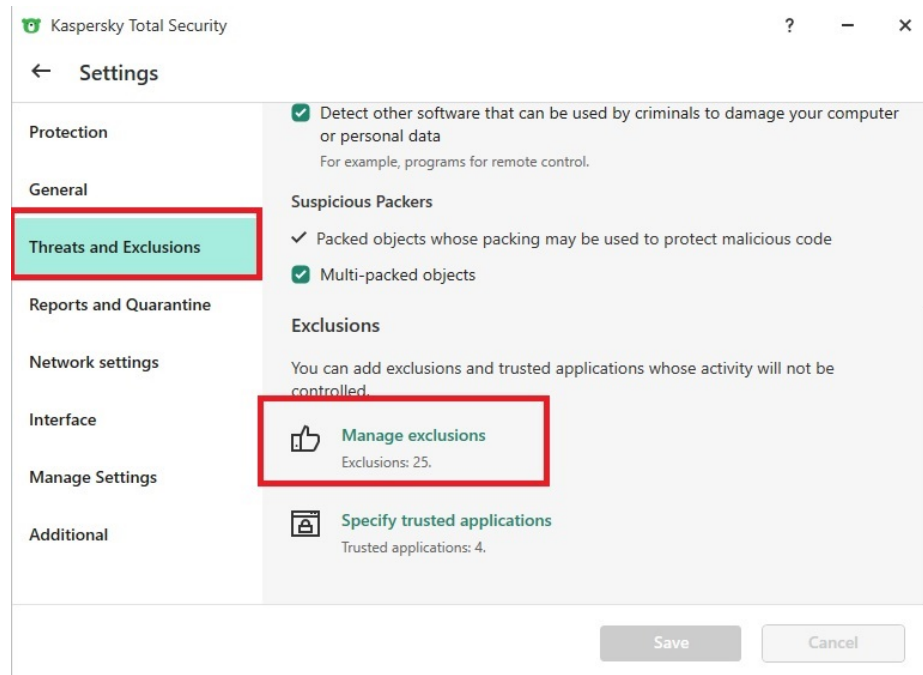 Kaspersky Total Security
?
Settings
Protection
General
Threats and Exclusions
Reports and Quarantine
Network settings
Interface
Manage Settings
Additional
Detect other software that can be used by criminals to damage your computer
or personal data
For example, programs for remote control.
Suspicious Packers
Packed objects whose packing may be used to protect malicious code
Multi-packed objects
Exclusions
You can add exclusions and trusted applications whose activity will not be
controlled.
Manage exclusions
Exclusions: 25.
Specify trusted applications
Trusted applications: 4.
Save
Cancel